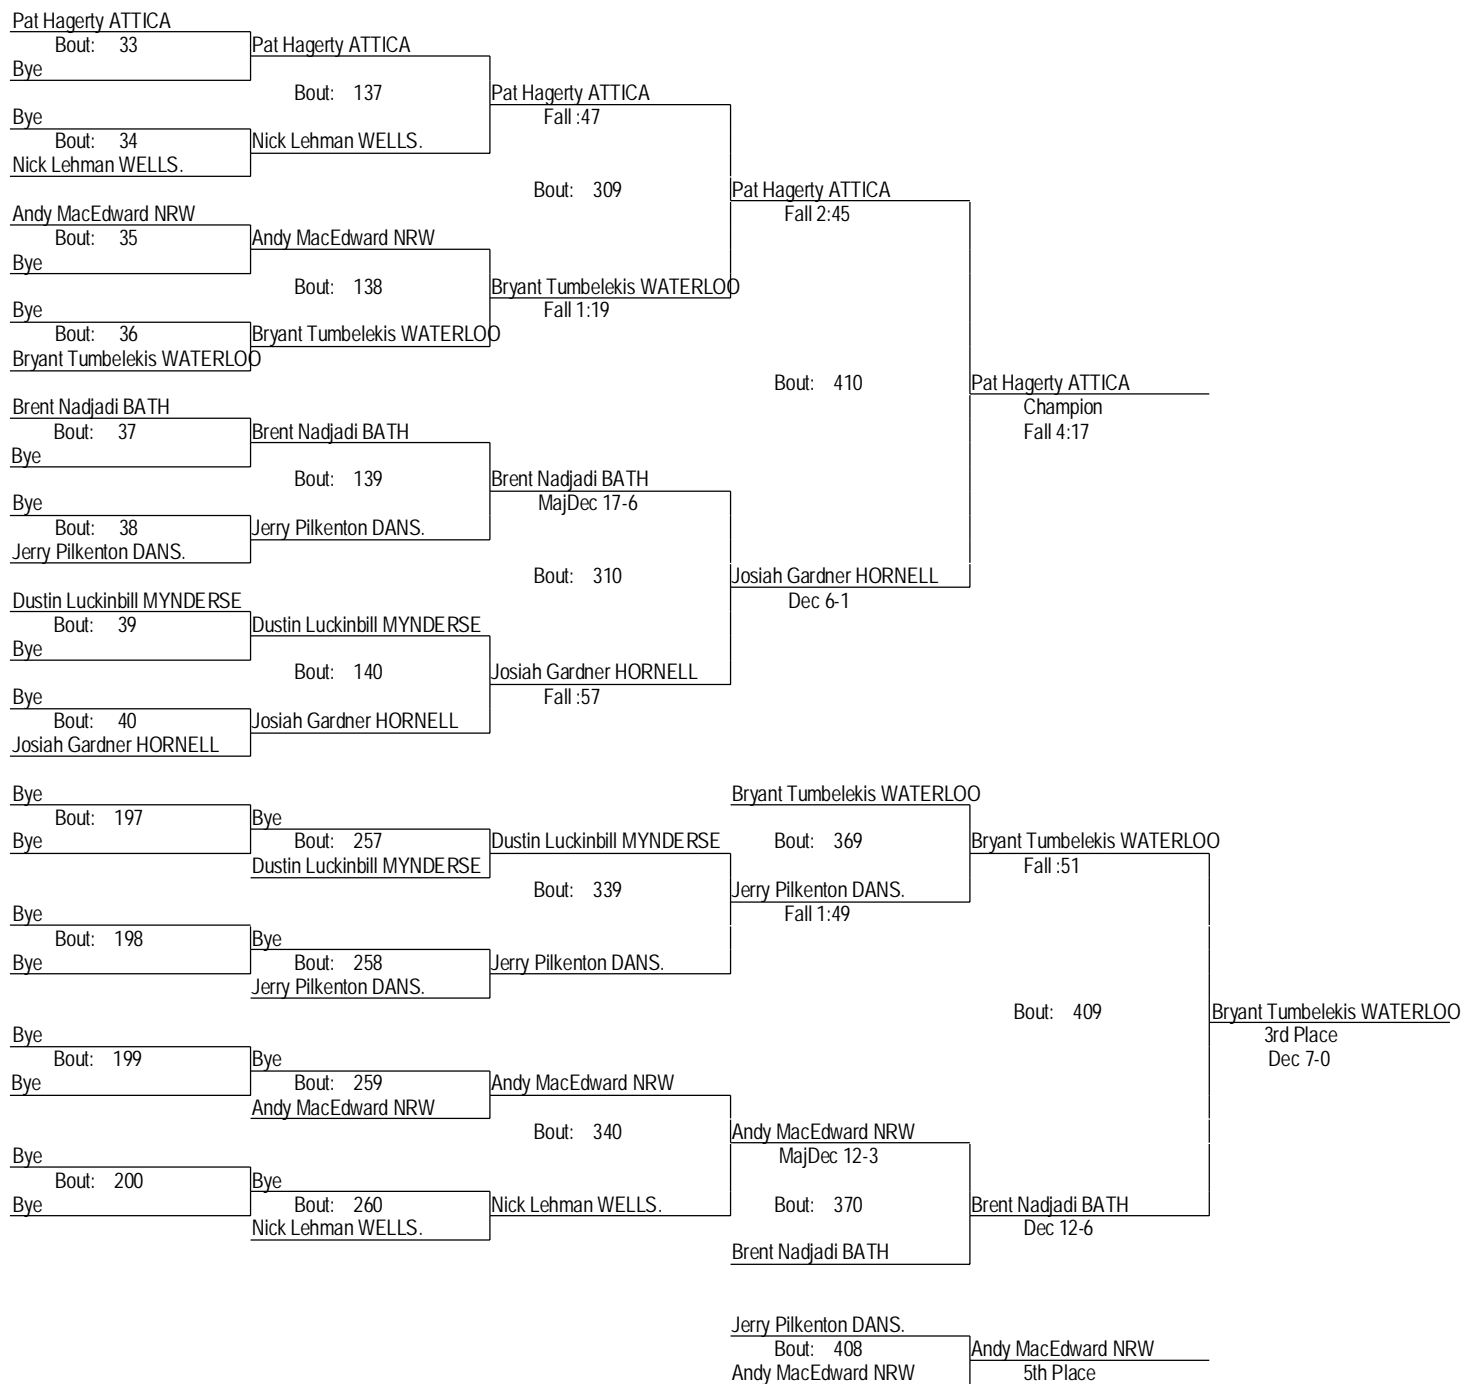 Pat Hagerty ATTICA
Bout: 33
Bye
Bye
Bout: 34
Nick Lehman WELLS.
Andy MacEdward NRW
Bout: 35
Bye
Bye
Bout: 36
Bryant Tumbelekis WATERLOO
Brent Nadjadi BATH
Bout: 37
Bye
Bye
Bout: 38
Jerry Pilkenton DANS.
Dustin Luckinbill MYNDERSE
Bout: 39
Bye
Bye
Bout: 40
Josiah Gardner HORNELL
Pat Hagerty ATTICA
Bout: 137
Nick Lehman WELLS.
Andy MacEdward NRW
Bout: 138
Bryant Tumbelekis WATERLOO
Brent Nadjadi BATH
Bout: 139
Jerry Pilkenton DANS.
Dustin Luckinbill MYNDERSE
Bout: 140
Josiah Gardner HORNELL
Pat Hagerty ATTICA
Fall :47
Bout: 309
Bryant Tumbelekis WATERLOO
Fall 1:19
Brent Nadjadi BATH
MajDec 17-6
Bout: 310
Josiah Gardner HORNELL
Fall :57
Pat Hagerty ATTICA
Fall 2:45
Bout: 410
Josiah Gardner HORNELL
Dec 6-1
Pat Hagerty ATTICA
Champion
Fall 4:17
Bye
Bout: 197
Bye
Bye
Bout: 198
Bye
Bye
Bout: 199
Bye
Bye
Bout: 200
Bye
Bye
Bout: 257
Dustin Luckinbill MYNDERSE
Bye
Bout: 258
Jerry Pilkenton DANS.
Bye
Bout: 259
Andy MacEdward NRW
Bye
Bout: 260
Nick Lehman WELLS.
Dustin Luckinbill MYNDERSE
Bout: 339
Jerry Pilkenton DANS.
Andy MacEdward NRW
Bout: 340
Nick Lehman WELLS.
Bryant Tumbelekis WATERLOO
Bout: 369
Jerry Pilkenton DANS.
Fall 1:49
Andy MacEdward NRW
MajDec 12-3
Bout: 370
Brent Nadjadi BATH
Bryant Tumbelekis WATERLOO
Fall :51
Bout: 409
Brent Nadjadi BATH
Dec 12-6
Bryant Tumbelekis WATERLOO
3rd Place
Dec 7-0
Jerry Pilkenton DANS.
Bout: 408
Andy MacEdward NRW
Andy MacEdward NRW
5th Place